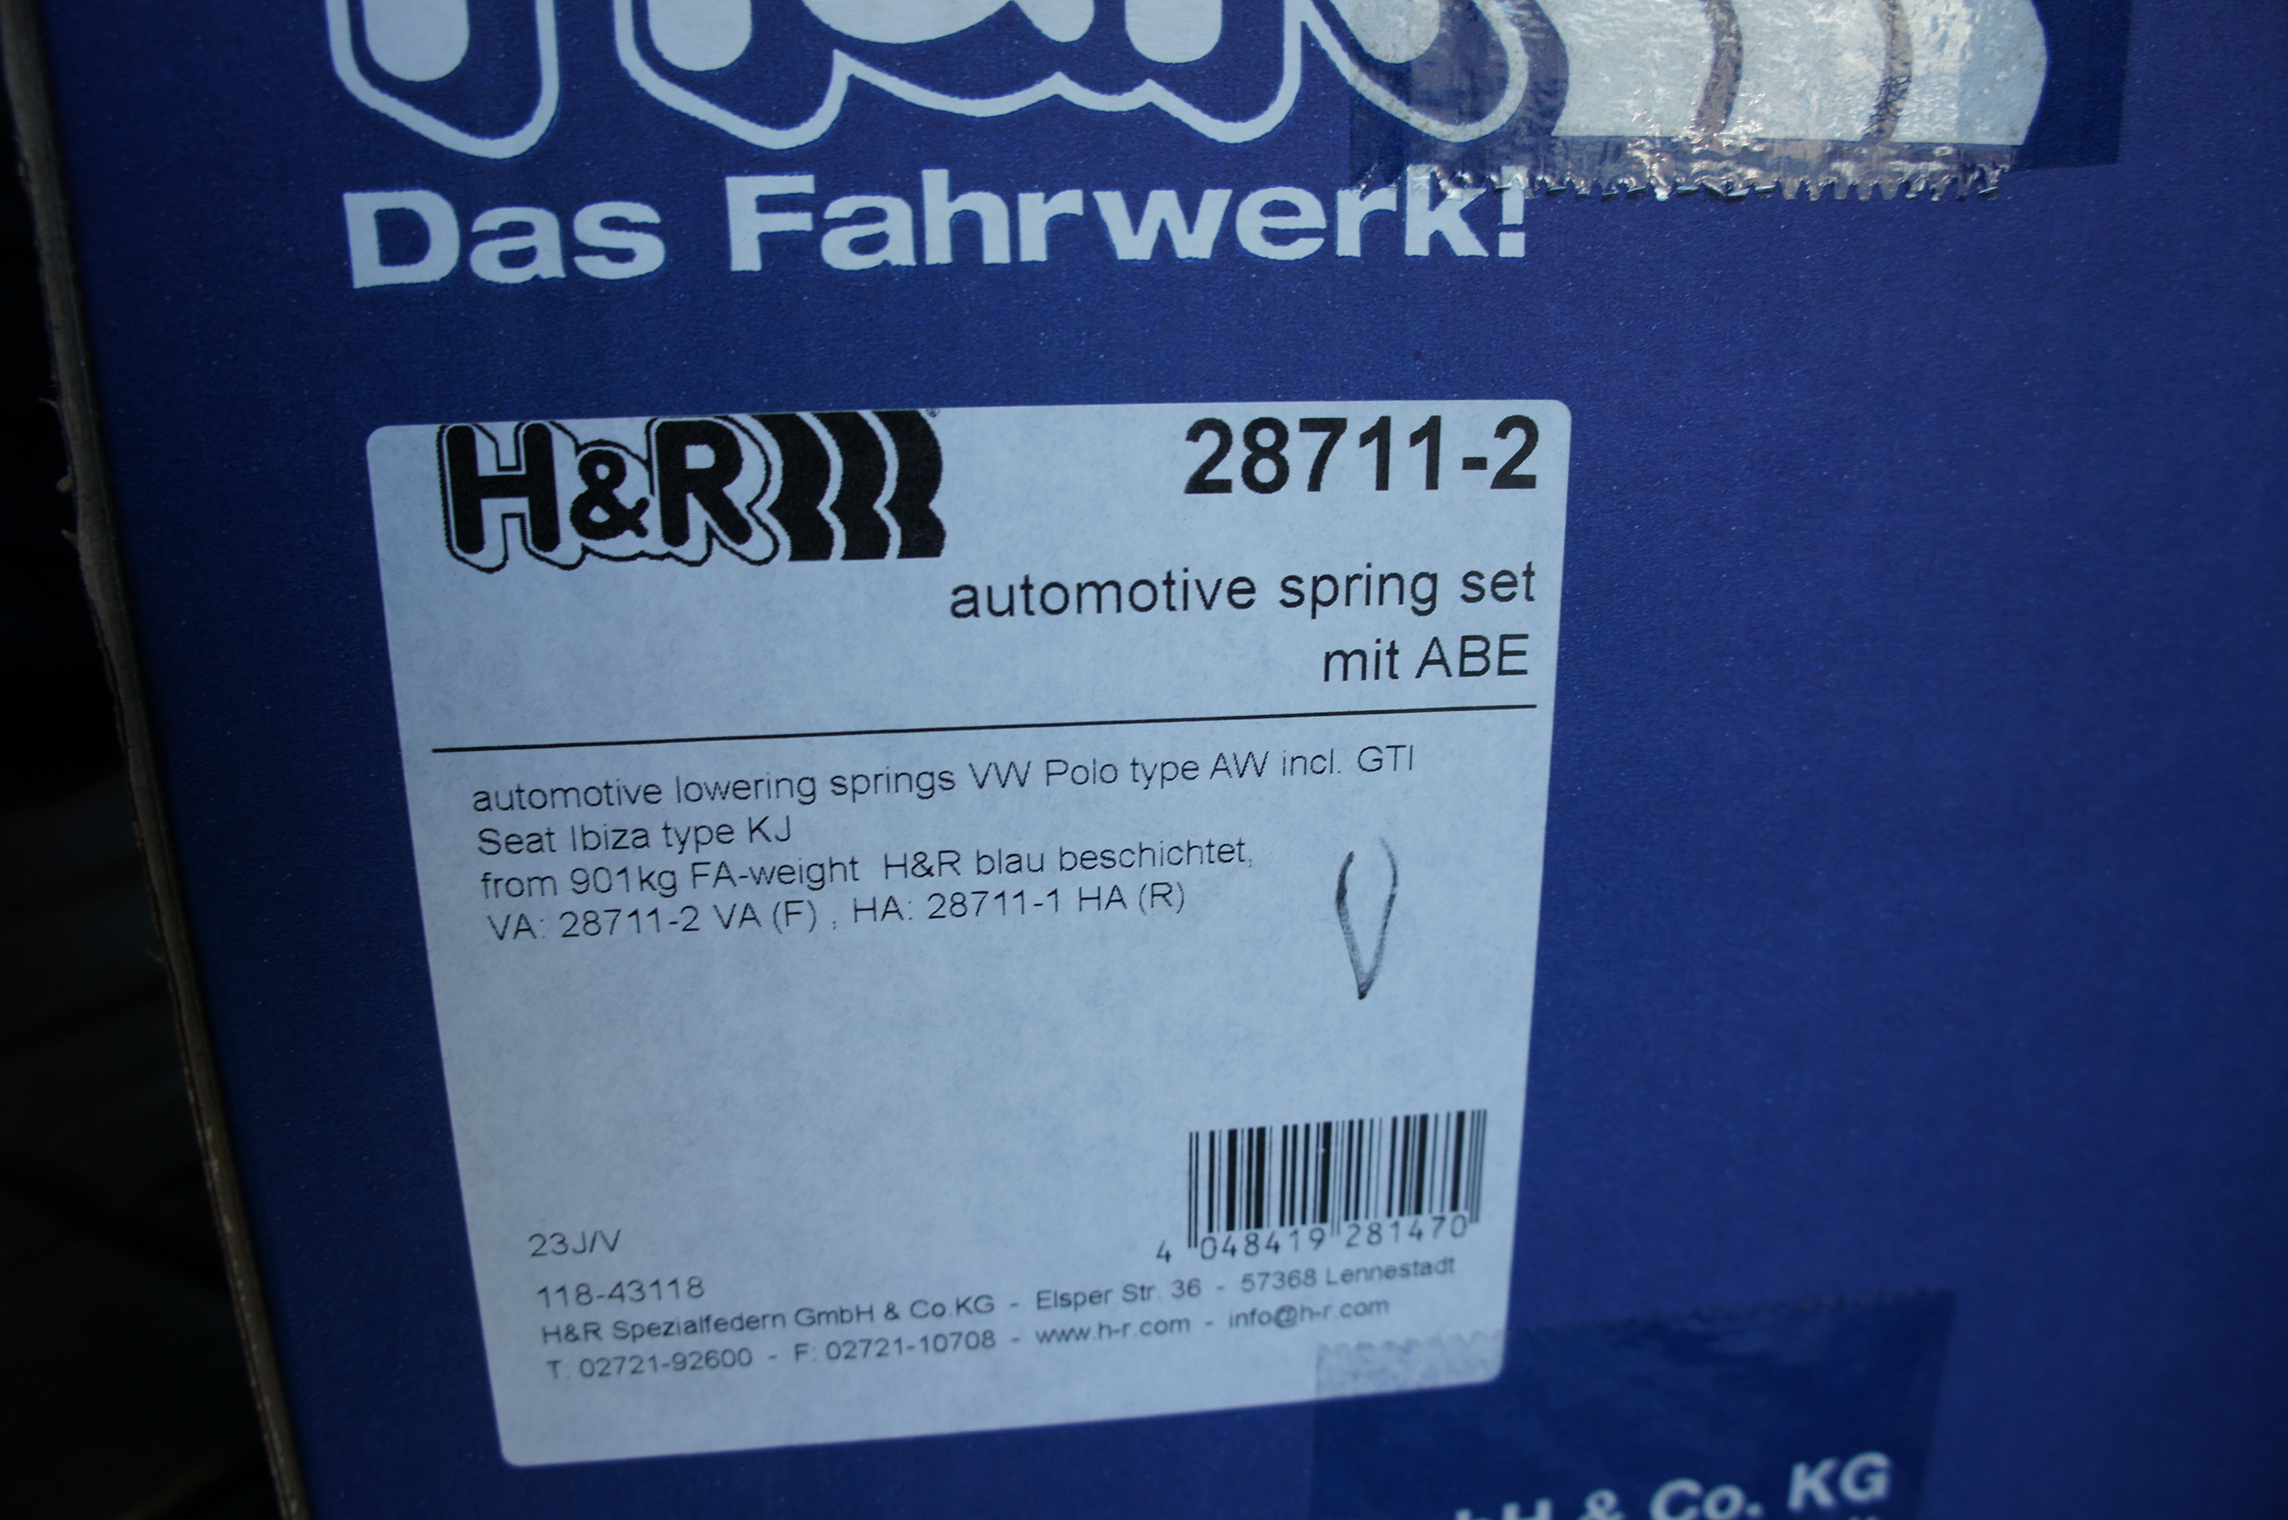 H&R
Das Fahrwerk!
H&R
28711-2
automotive spring set
mit ABE
automotive lowering springs VW Polo type AW incl. GTI
Seat Ibiza type KJ
from 901kg FA-weight H&R blau beschichtet,
VA: 28711-2 VA (F) , HA: 28711-1 HA (R)
4 048419 281470
23J/V
118-43118
H&R Spezialfedern GmbH & Co.KG - Elsper Str. 36 - 57368 Lennestadt
T: 02721-92600 - F: 02721-10708 - www.h-r.com - info@h-r.com
& Co. KG